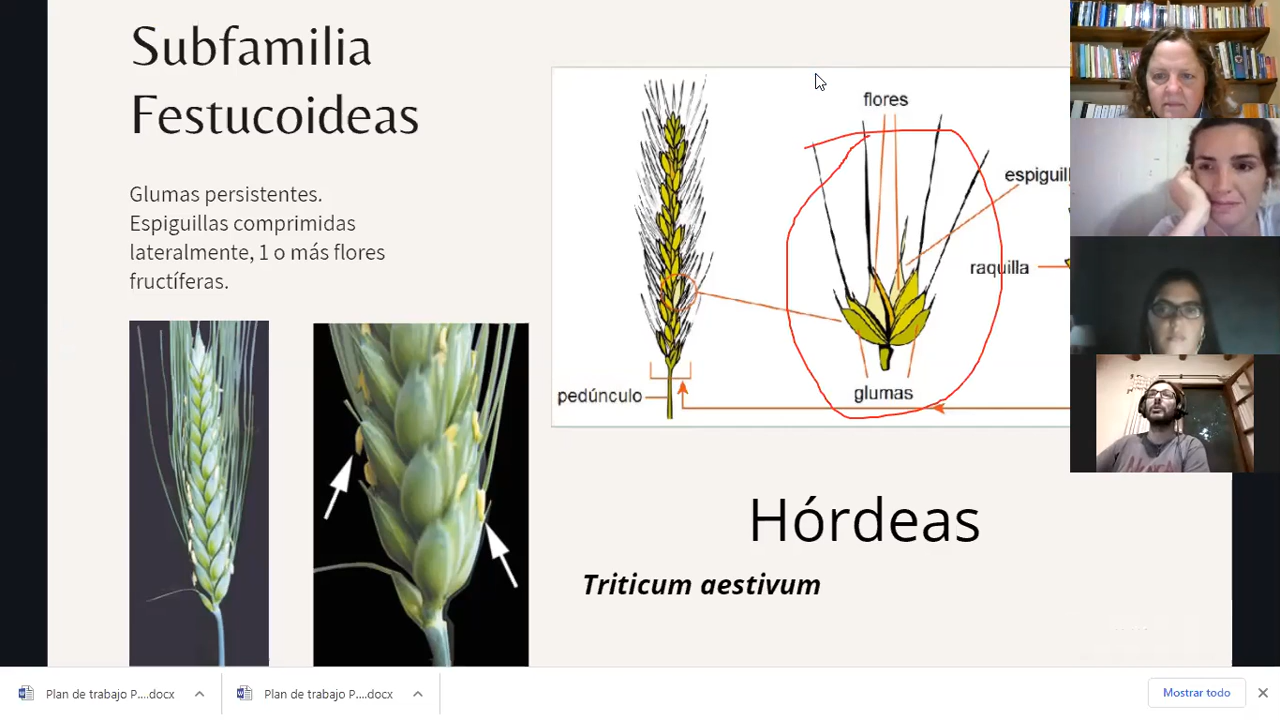 Subfamilia
Festucoideas
Glumas persistentes.
Espiguillas comprimidas
lateralmente, 1 o más flores
fructíferas.
flores
espiguill
raquilla
pedúnculo
glumas
Hórdeas
Triticum aestivum
Plan de trabajo P....docx
Plan de trabajo P....docx
Mostrar todo